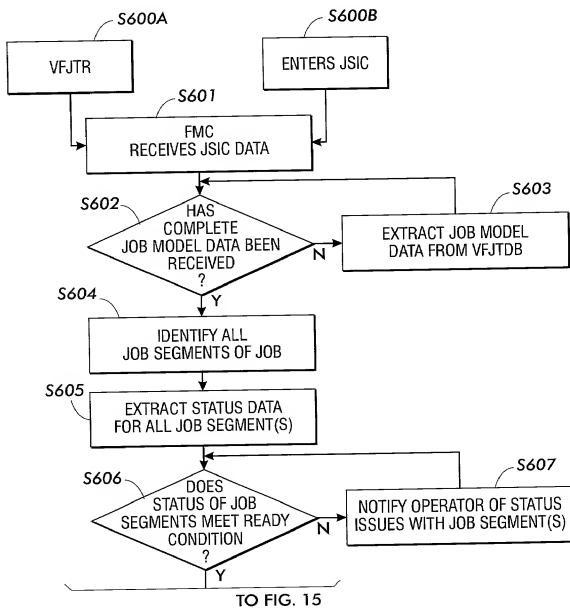 S600A
S600B
VFJTR
ENTERS JSIC
S601
FMC
RECEIVES JSIC DATA
S602
HAS
COMPLETE
JOB MODEL DATA BEEN
RECEIVED
?
N
Y
S603
EXTRACT JOB MODEL
DATA FROM VFJTDB
S604
IDENTIFY ALL
JOB SEGMENTS OF JOB
S605
EXTRACT STATUS DATA
FOR ALL JOB SEGMENT(S)
S606
DOES
STATUS OF JOB
SEGMENTS MEET READY
CONDITION
?
N
Y
S607
NOTIFY OPERATOR OF STATUS
ISSUES WITH JOB SEGMENT(S)
TO FIG. 15